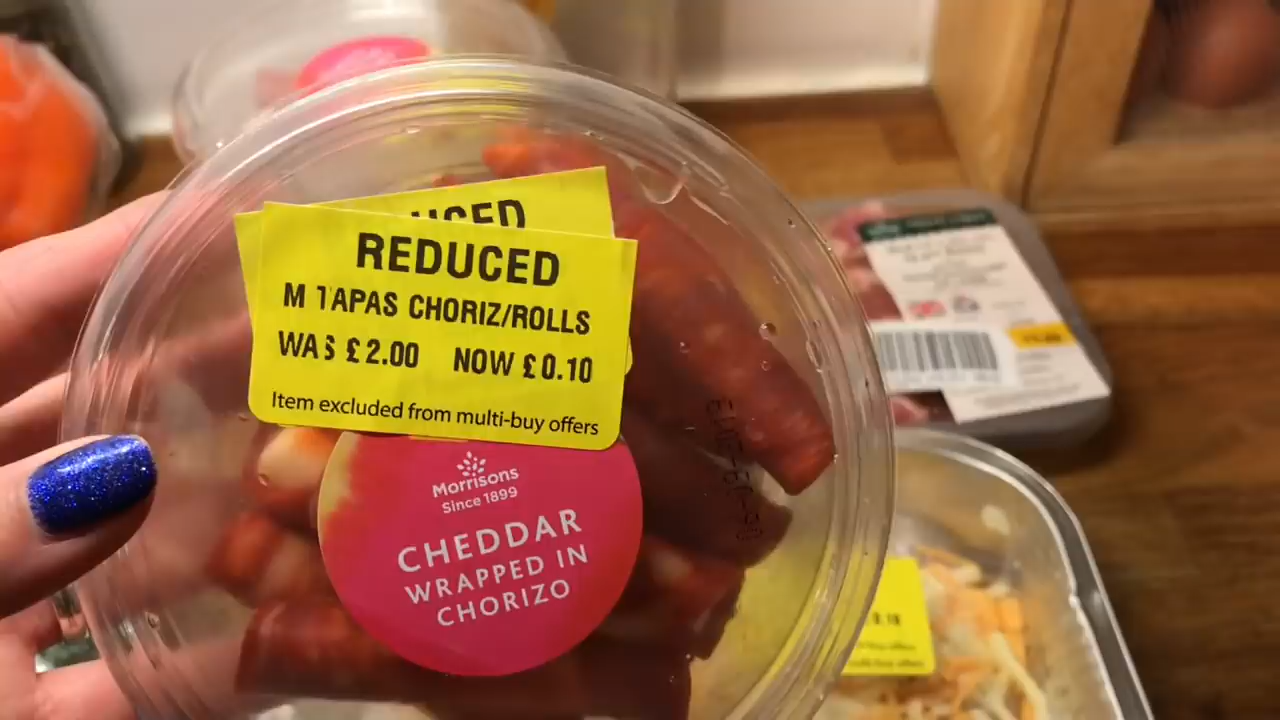 REDUCED
M TAPAS CHORIZ/ROLLS
WAS £2.00 NOW £0.10
Item excluded from multi-buy offers
Morrisons
Since 1899
CHEDDAR
WRAPPED IN
CHORIZO